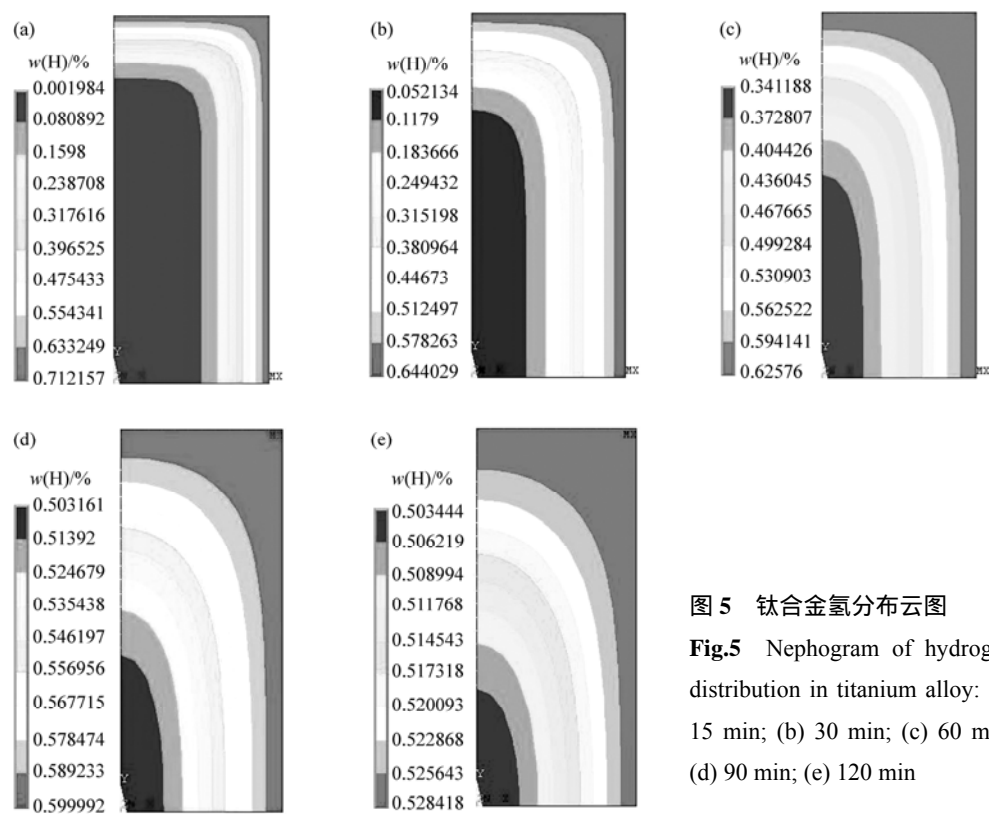 (a)
w(H)/%
0.001984
0.080892
0.1598
0.238708
0.317616
0.396525
0.475433
0.554341
0.633249
0.712157
Y
MX
(b)
w(H)/%
0.052134
0.1179
0.183666
0.249432
0.315198
0.380964
0.44673
0.512497
0.578263
0.644029
Y
MX
(c)
w(H)/%
0.341188
0.372807
0.404426
0.436045
0.467665
0.499284
0.530903
0.562522
0.594141
0.62576
Y
MX
(d)
w(H)/%
0.503161
0.51392
0.524679
0.535438
0.546197
0.556956
0.567715
0.578474
0.589233
0.599992
Y
(e)
w(H)/%
0.503444
0.506219
0.508994
0.511768
0.514543
0.517318
0.520093
0.522868
0.525643
0.528418
Y
MX
图 5 钛合金氢分布云图
Fig.5 Nephogram of hydrog
distribution in titanium alloy:
15 min; (b) 30 min; (c) 60 m
(d) 90 min; (e) 120 min